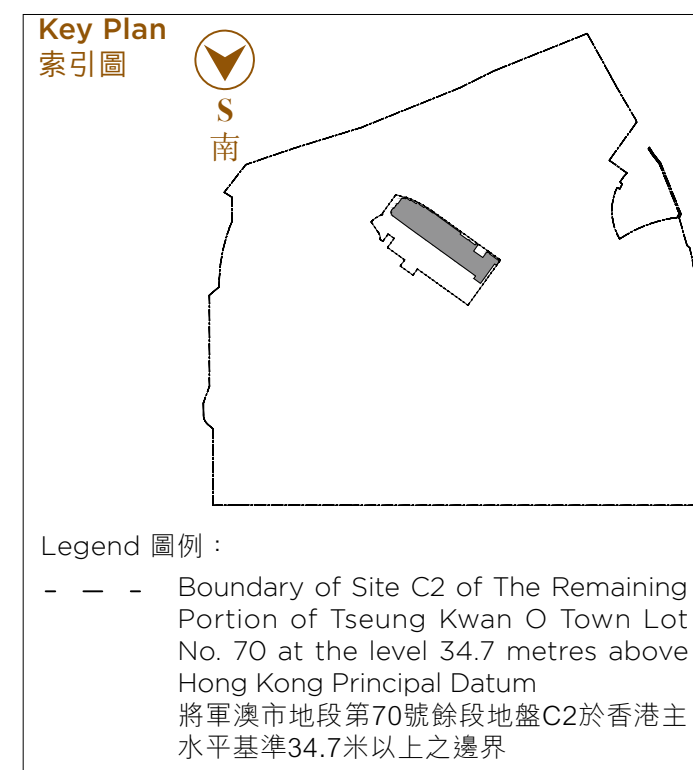 Key Plan
索引圖
S
南
Legend 圖例：
Boundary of Site C2 of The Remaining
Portion of Tseung Kwan O Town Lot
No. 70 at the level 34.7 metres above
Hong Kong Principal Datum
將軍澳市地段第70號餘段地盤C2於香港主
水平基準34.7米以上之邊界